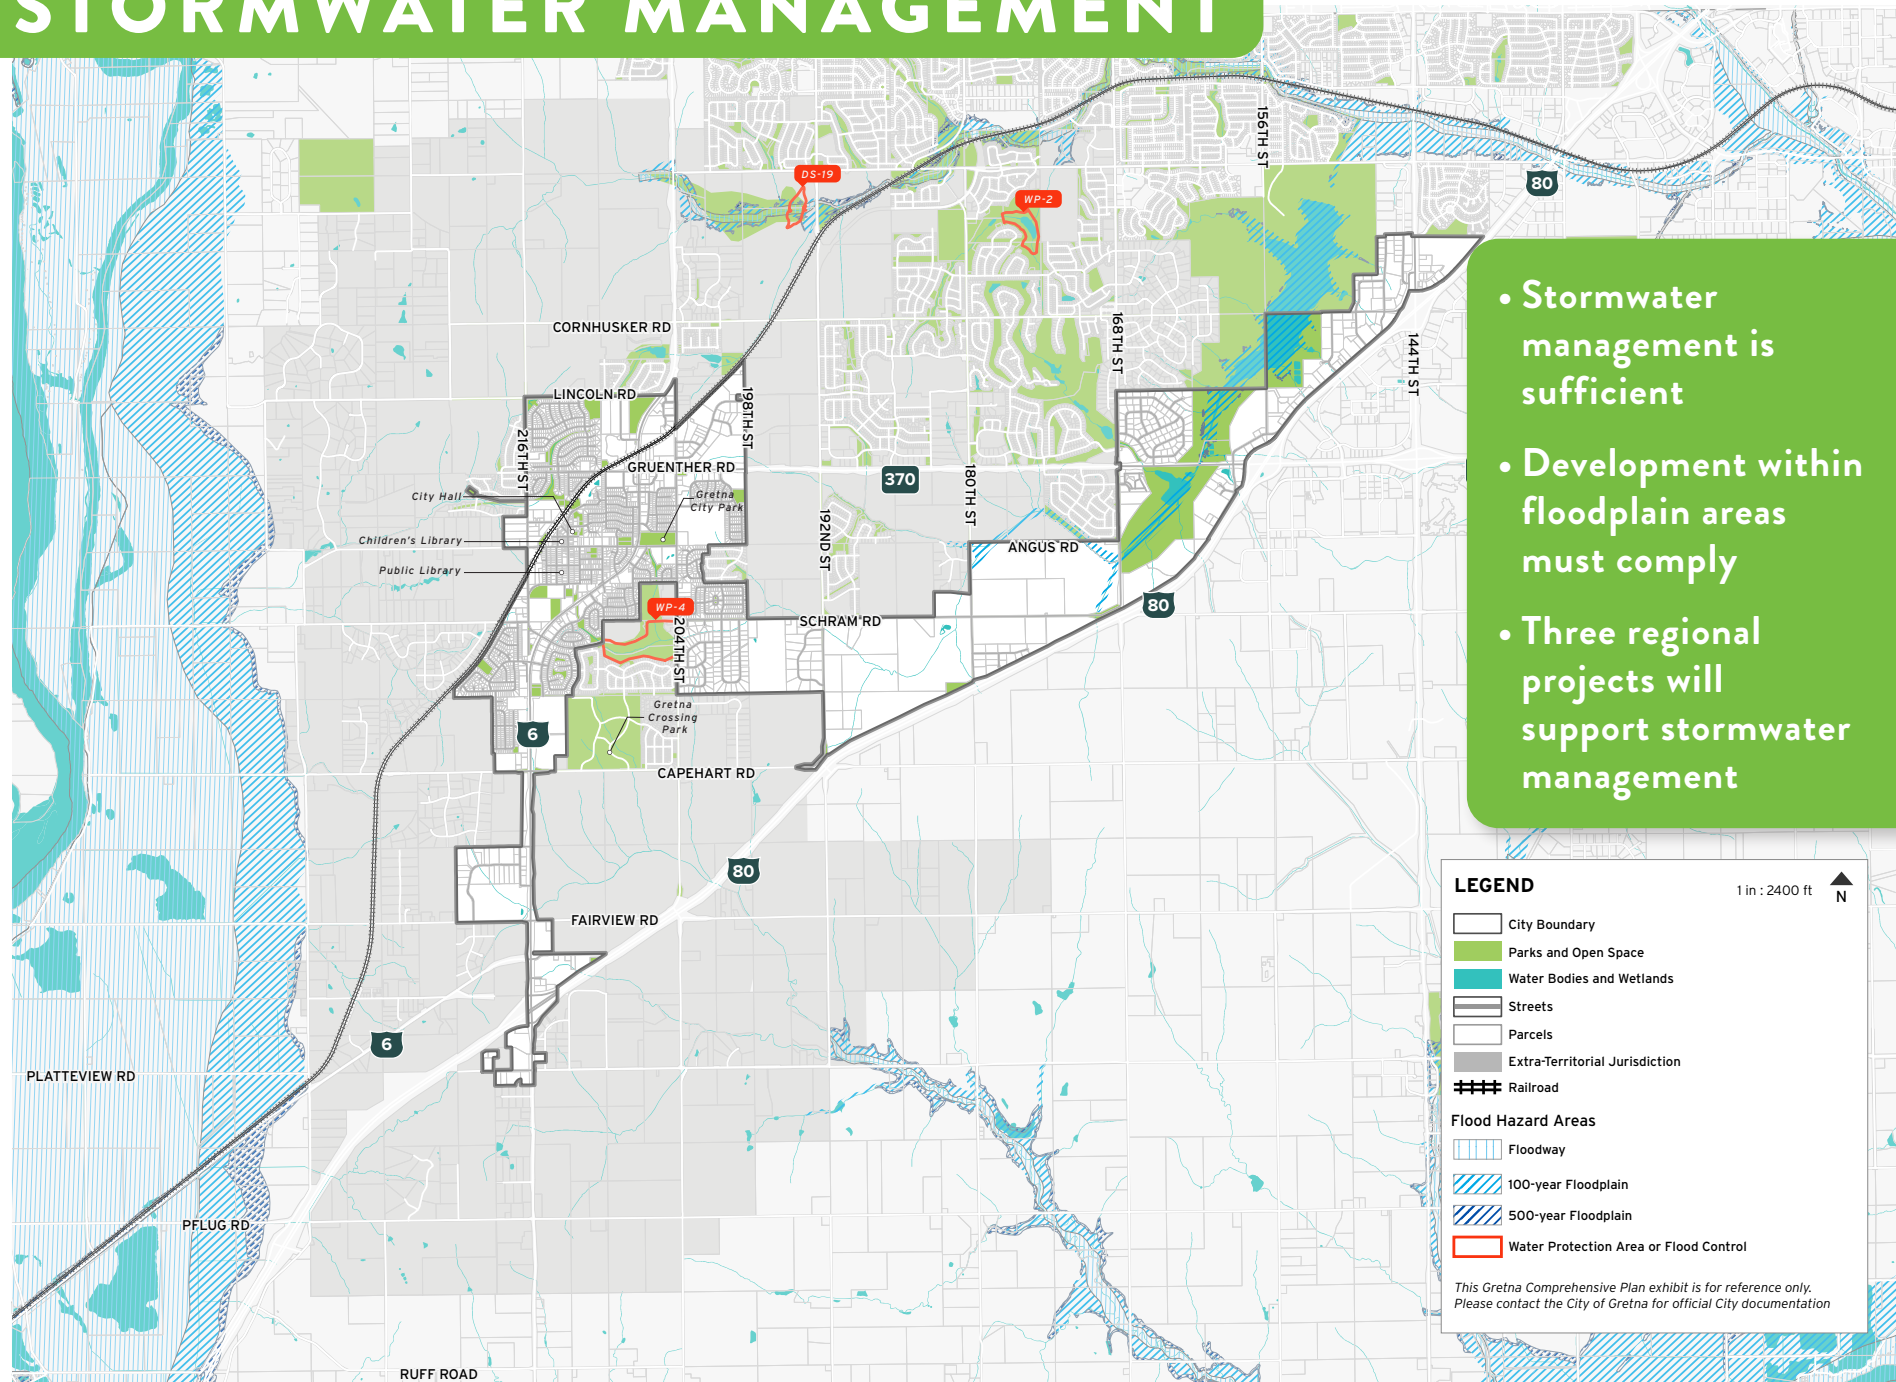 STORMWATER MANAGEMENT
156TH ST
DS-19
80
WP-2
• Stormwater
management is
sufficient
• Development within
floodplain areas
must comply
• Three regional
projects will
support stormwater
management
CORNHUSKER RD
168TH ST
144TH ST
LINCOLN RD
198TH ST
216TH ST
GRUENTHER RD
370
180TH ST
City Hall
Gretna
City Park
192ND ST
Children's Library
ANGUS RD
Public Library
WP-4
80
204TH ST
SCHRAM RD
Gretna
Crossing
Park
6
CAPEHART RD
80
FAIRVIEW RD
6
PLATTEVIEW RD
PFLUG RD
RUFF ROAD
LEGEND
1 in : 2400 ft
N
City Boundary
Parks and Open Space
Water Bodies and Wetlands
Streets
Parcels
Extra-Territorial Jurisdiction
Railroad
Flood Hazard Areas
Floodway
100-year Floodplain
500-year Floodplain
Water Protection Area or Flood Control
This Gretna Comprehensive Plan exhibit is for reference only.
Please contact the City of Gretna for official City documentation